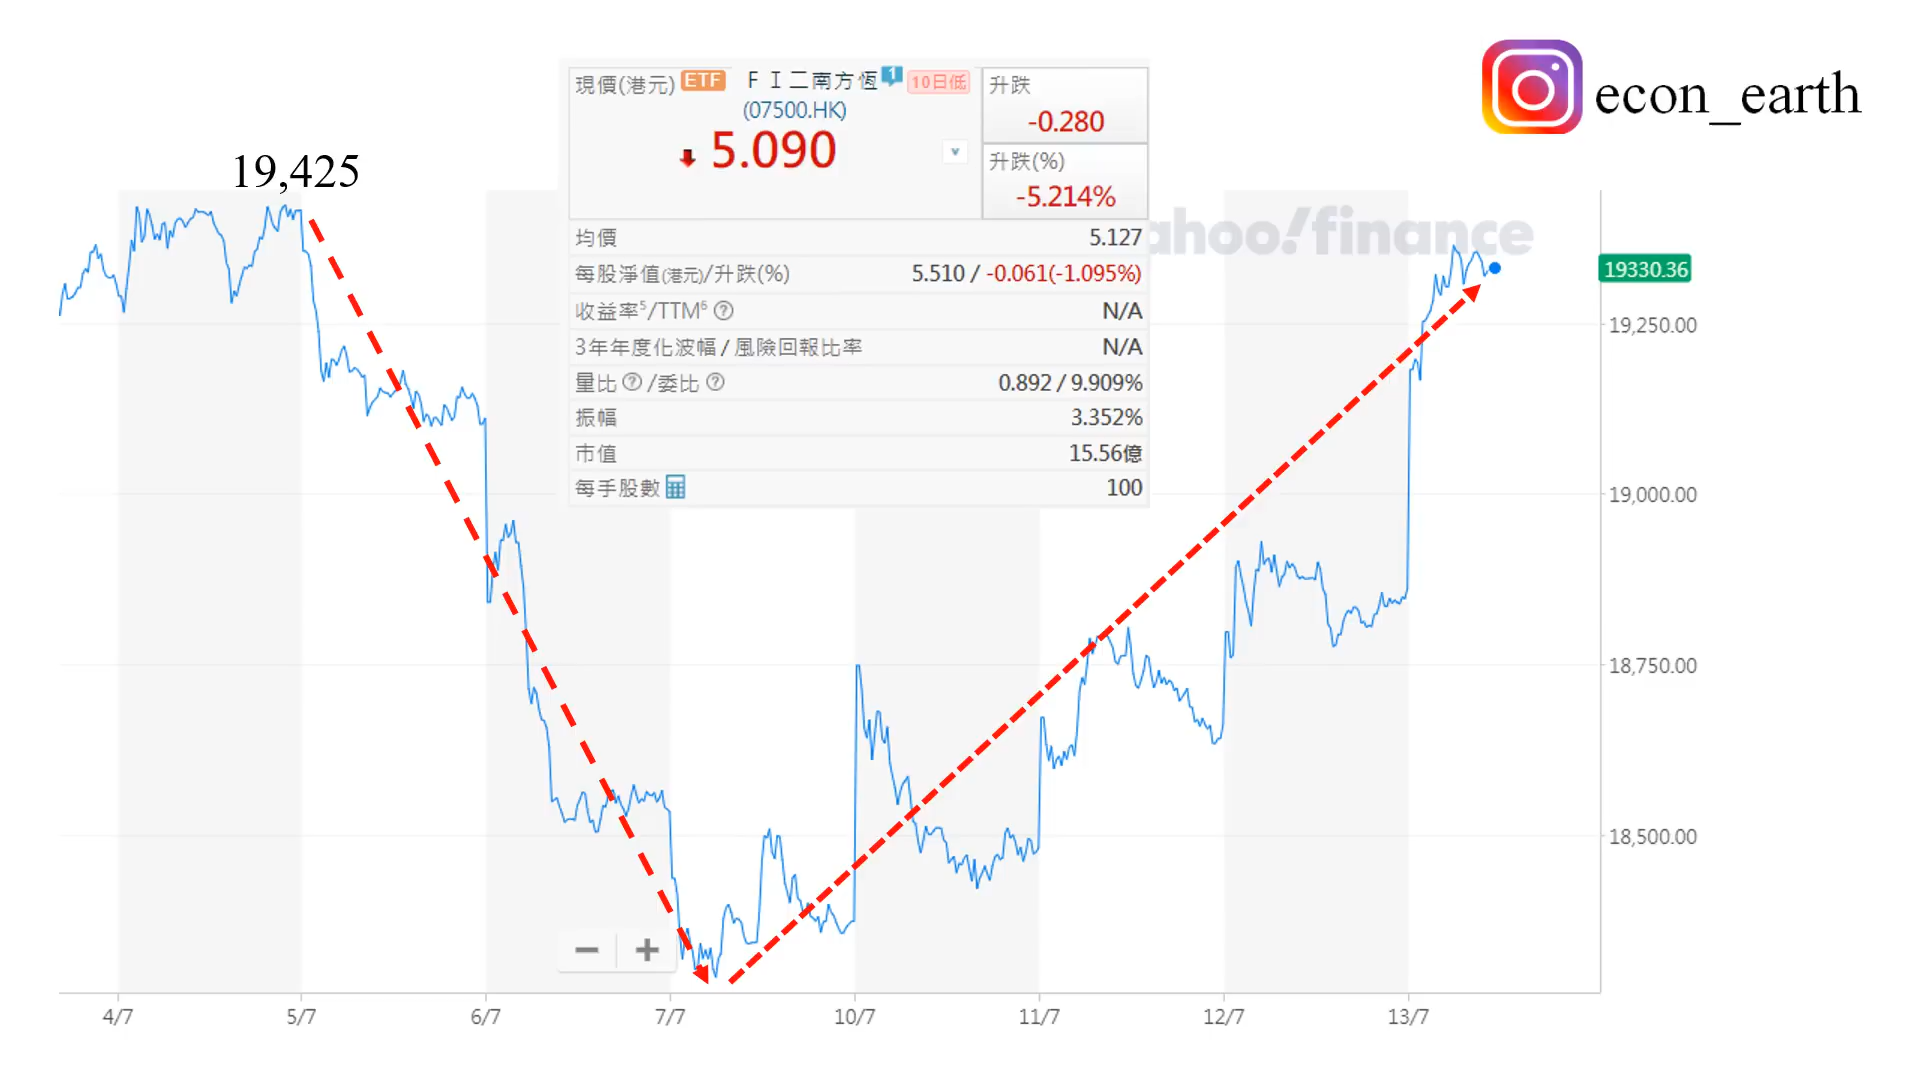 econ_earth
19,425
現價(港元) ETF ＦＩ二南方恆 1 10日低
(07500.HK)
5.090
升跌
-0.280
升跌(%)
-5.214%
yahoo!finance
均價 5.127
每股淨值(港元)/升跌(%) 5.510 / -0.061(-1.095%)
收益率5/TTM6 ? N/A
3年年度化波幅 / 風險回報比率 N/A
量比 ? /委比 ? 0.892 / 9.909%
振幅 3.352%
市值 15.56億
每手股數 100
19330.36
19,250.00
19,000.00
18,750.00
18,500.00
− +
4/7 5/7 6/7 7/7 10/7 11/7 12/7 13/7